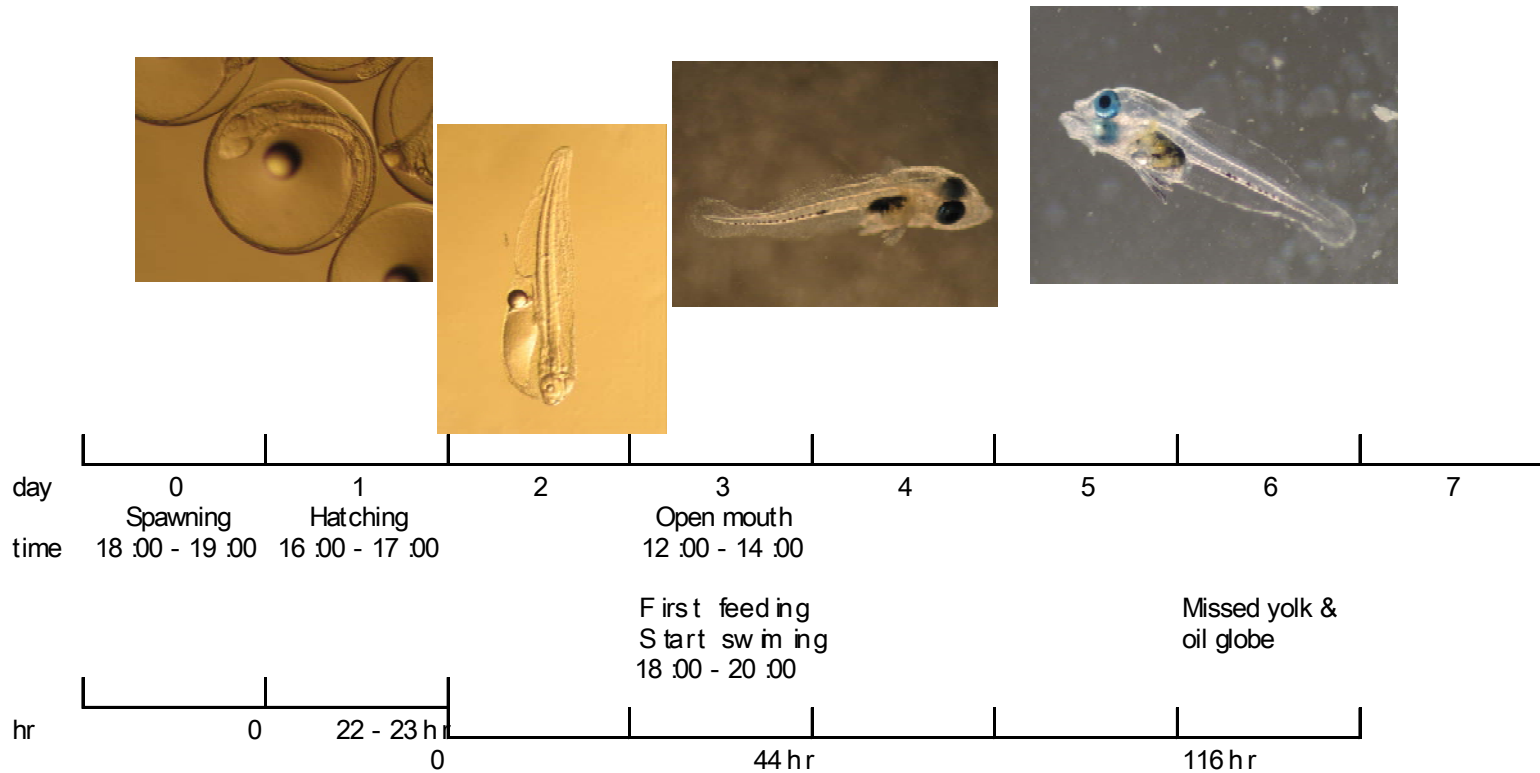 day 0 1 2 3 4 5 6 7
Spawning Hatching Open mouth
time 18 :00 - 19 :00 16 :00 - 17 :00 12 :00 - 14 :00
First feeding Missed yolk &
Start swiming oil globe
18 :00 - 20 :00
hr 0 22 - 23 hr
0 44 hr 116 hr